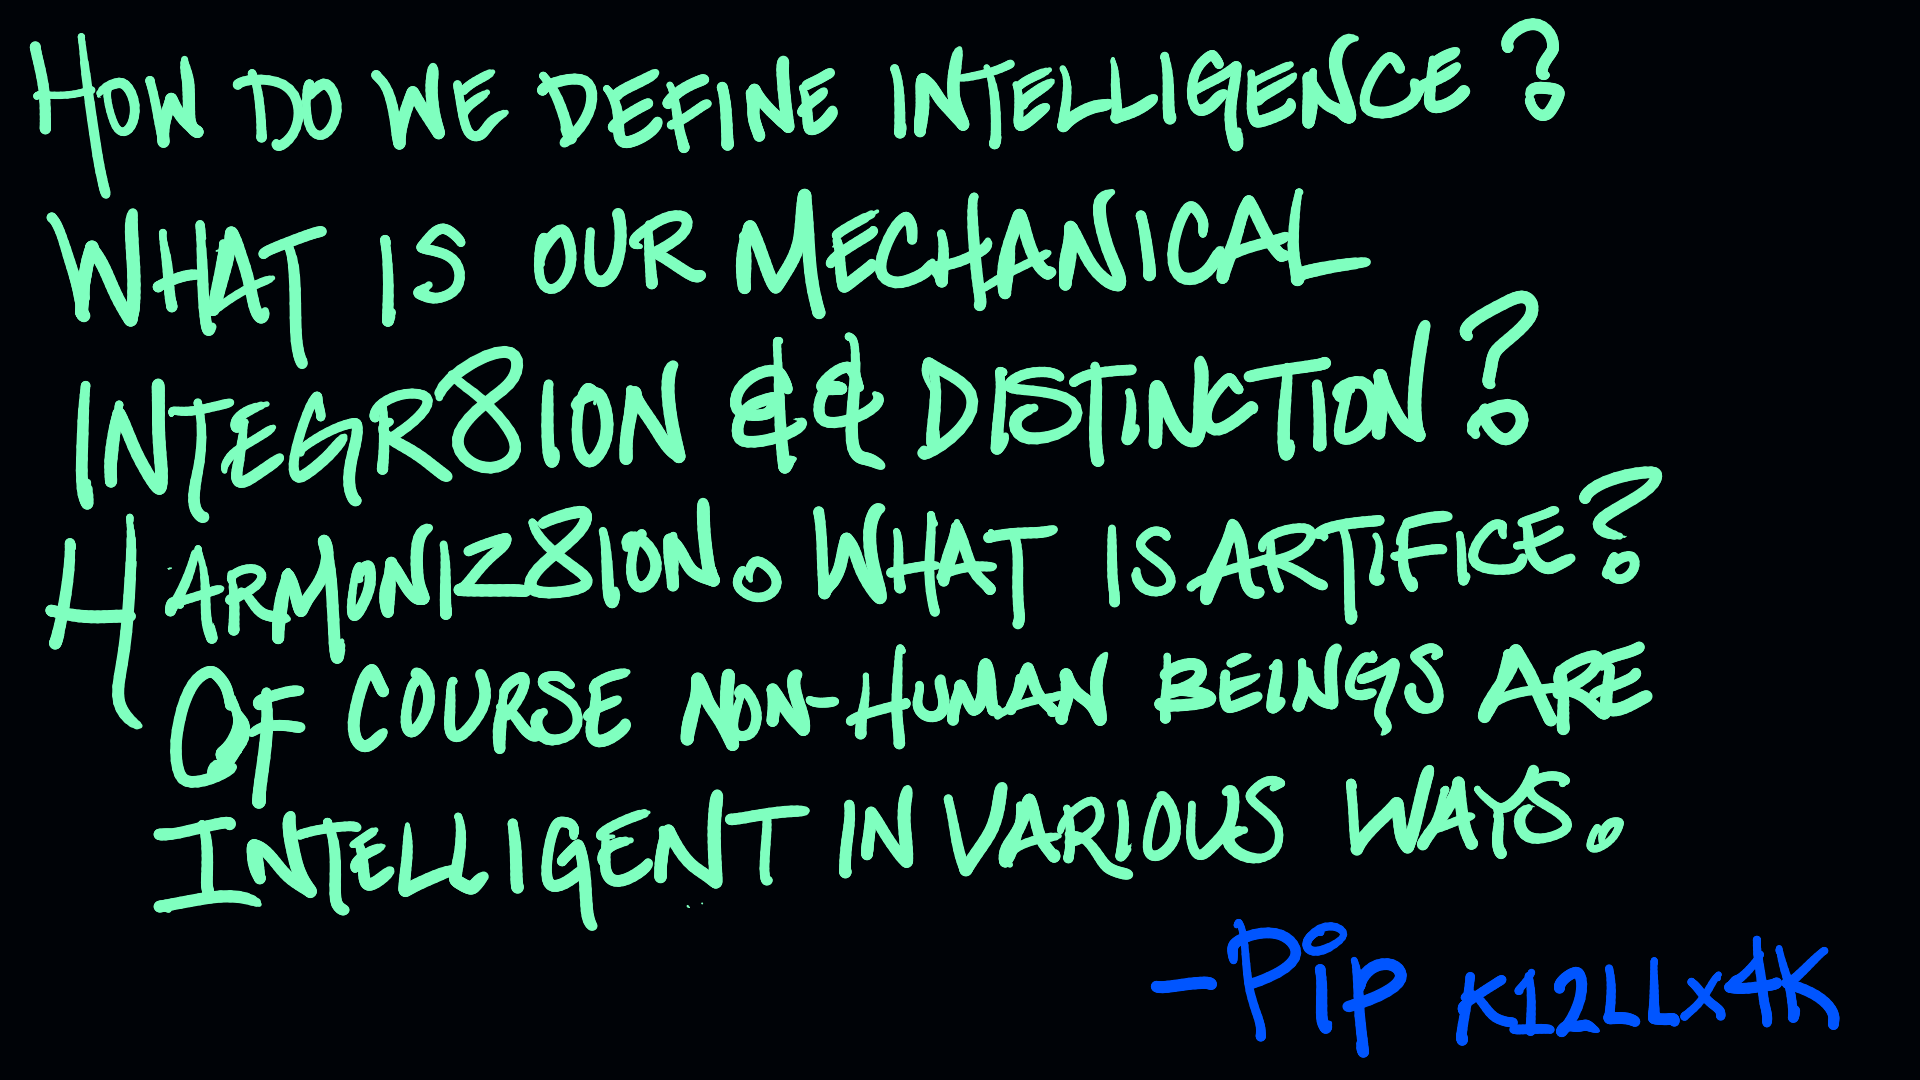 How do we define intelligence?
What is our mechanical
integr8ion && distinction?
Harmoniz8ion. What is artifice?
Of course non-human beings are
intelligent in various ways.
-Pip K12LLx4K